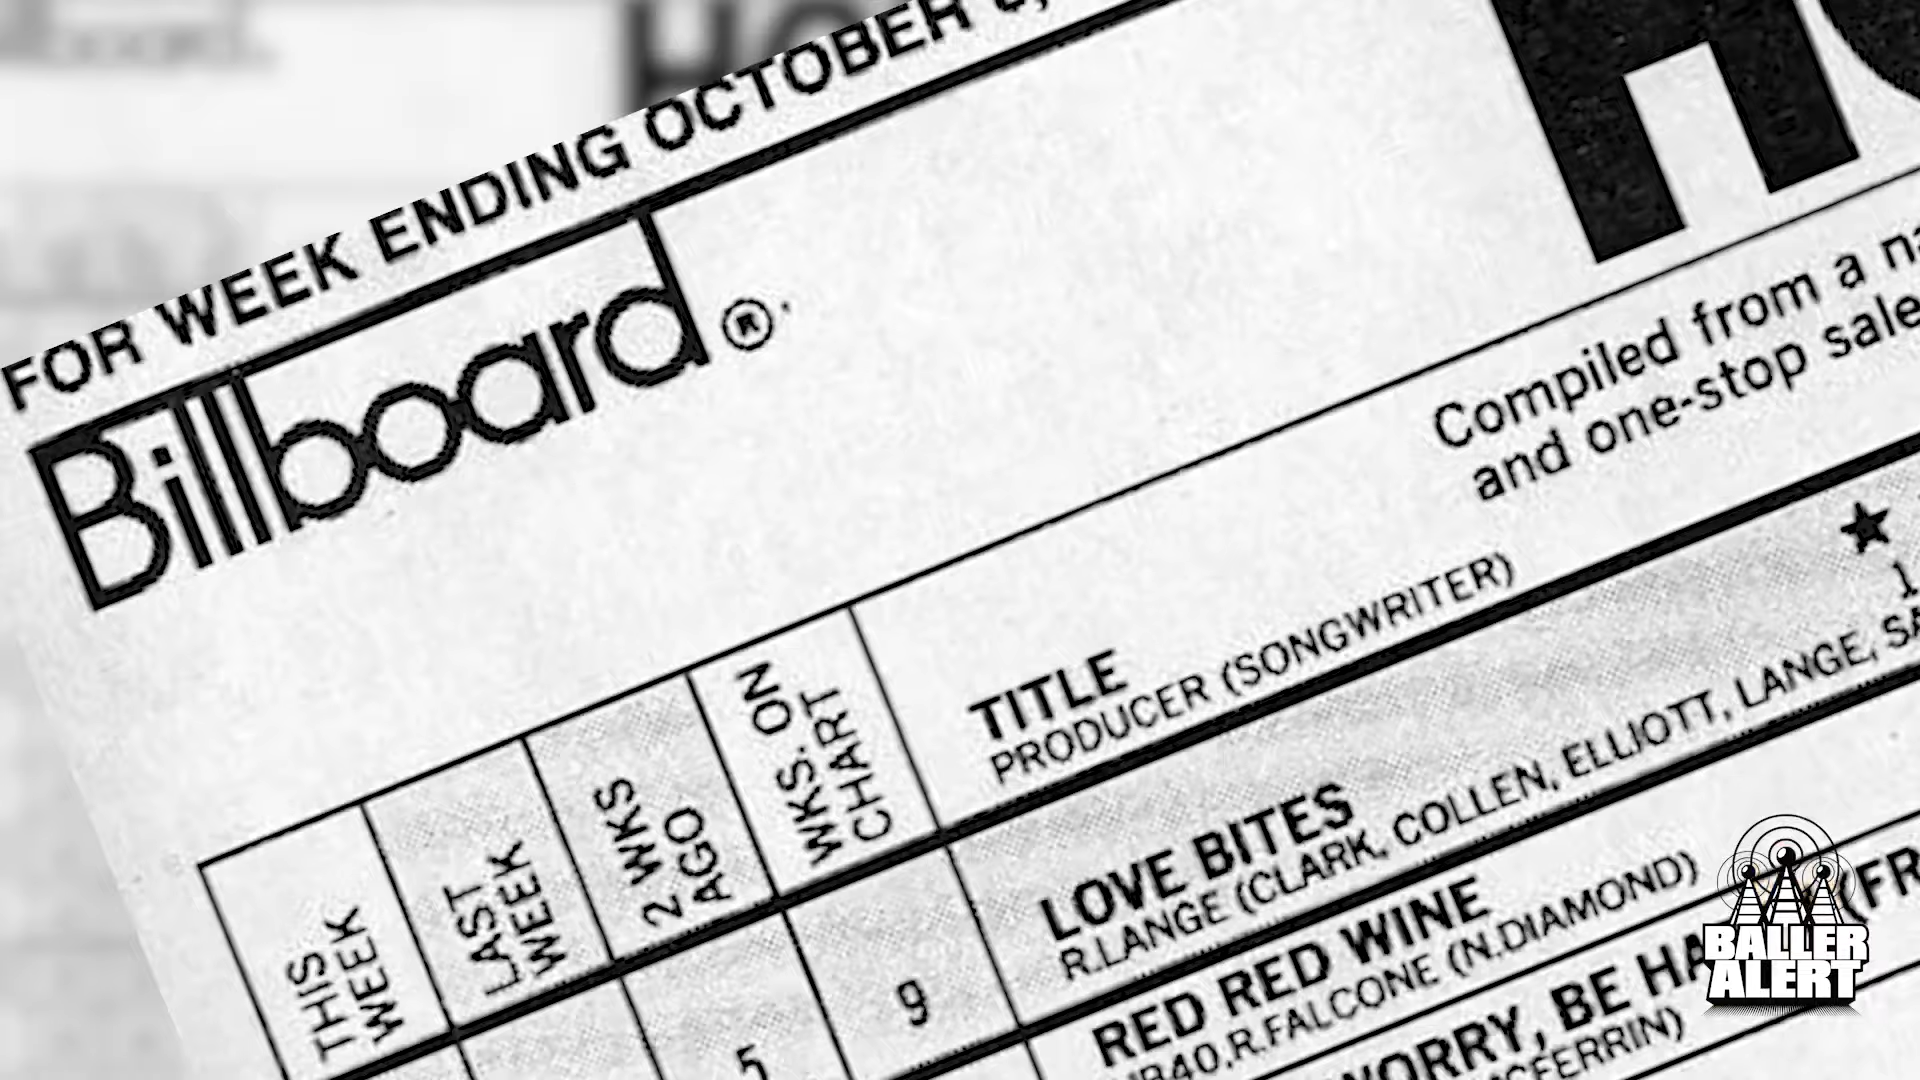 FOR WEEK ENDING OCTOBER
Billboard®
Compiled from a
and one-stop
THIS
WEEK
LAST
WEEK
2 WKS
AGO
WKS. ON
CHART
TITLE
PRODUCER (SONGWRITER)
★
1
5
9
LOVE BITES
R.LANGE (CLARK, COLLEN, ELLIOTT, LANGE,
RED RED WINE
R.FALCONE (N.DIAMOND)
BE
BALLER
ALERT